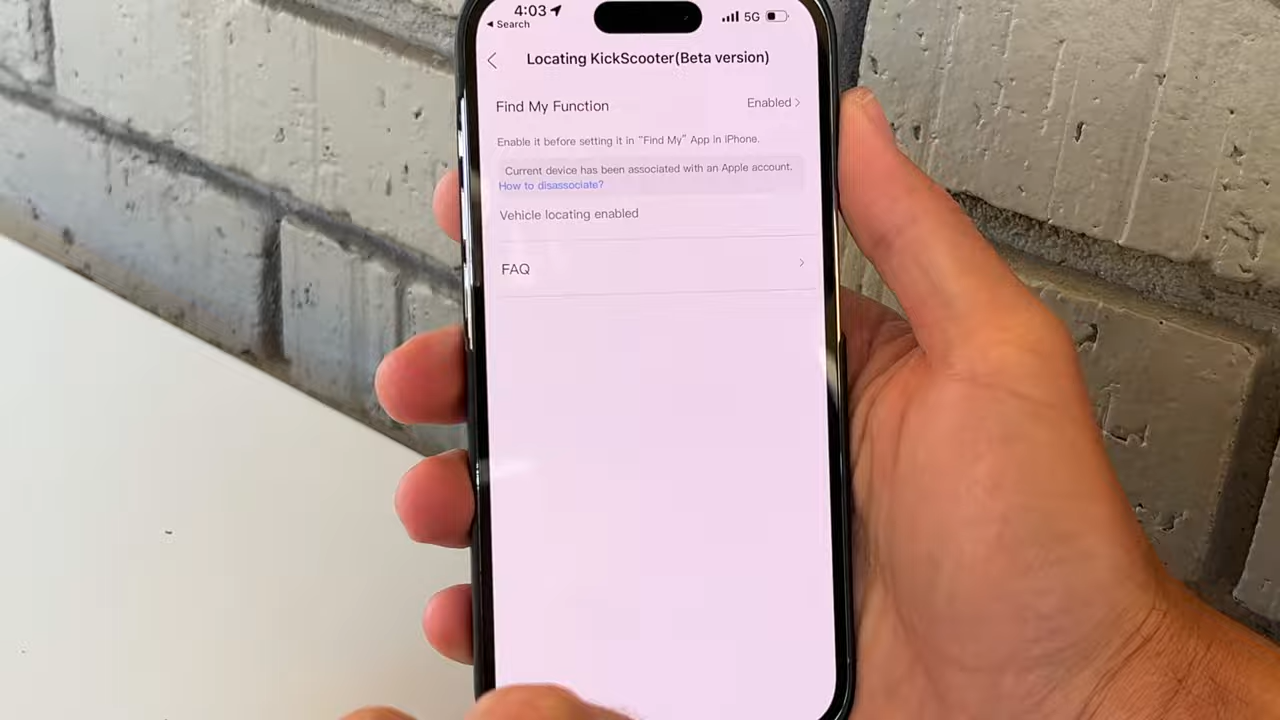 4:03
5G
Search
Locating KickScooter(Beta version)
Find My Function
Enabled
Enable it before setting it in "Find My" App in iPhone.
Current device has been associated with an Apple account.
How to disassociate?
Vehicle locating enabled
FAQ